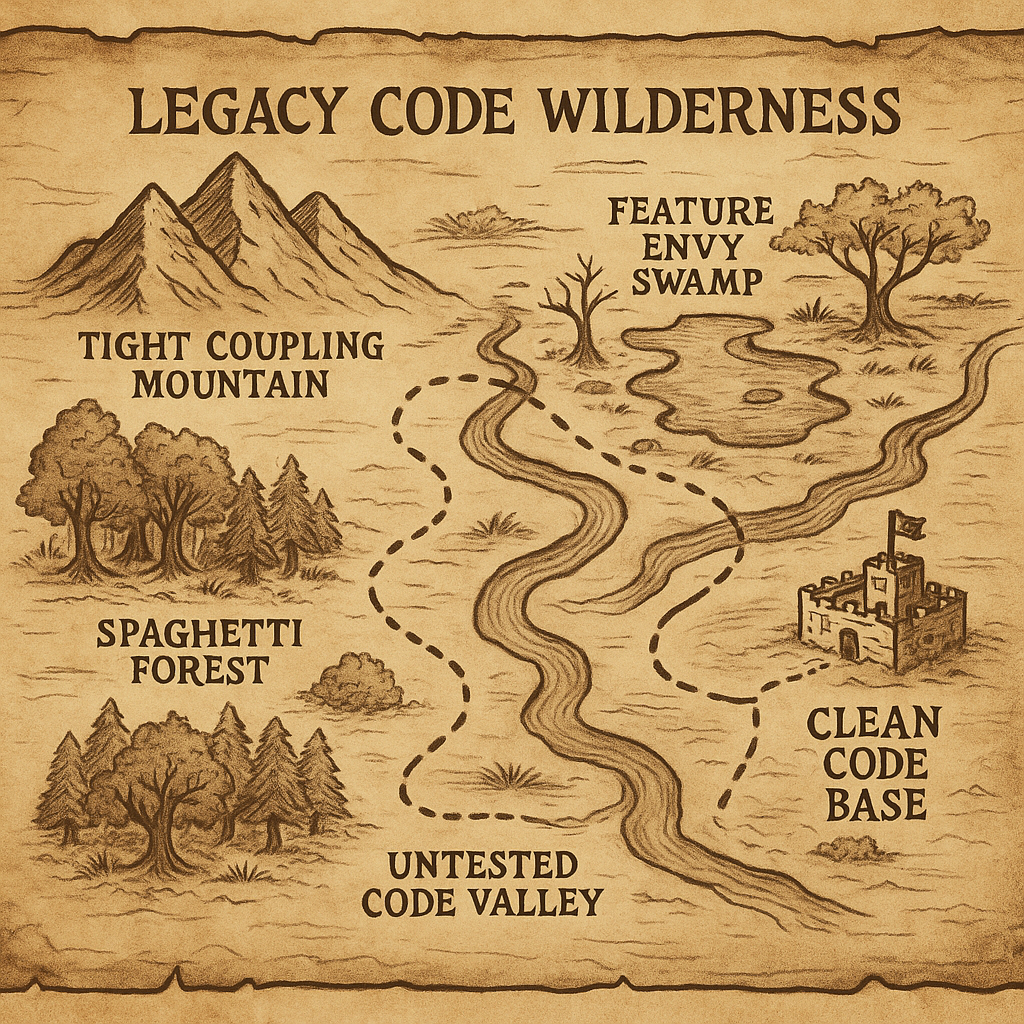 LEGACY CODE WILDERNESS
FEATURE
ENVY
SWAMP
TIGHT COUPLING
MOUNTAIN
SPAGHETTI
FOREST
CLEAN
CODE
BASE
UNTESTED
CODE VALLEY